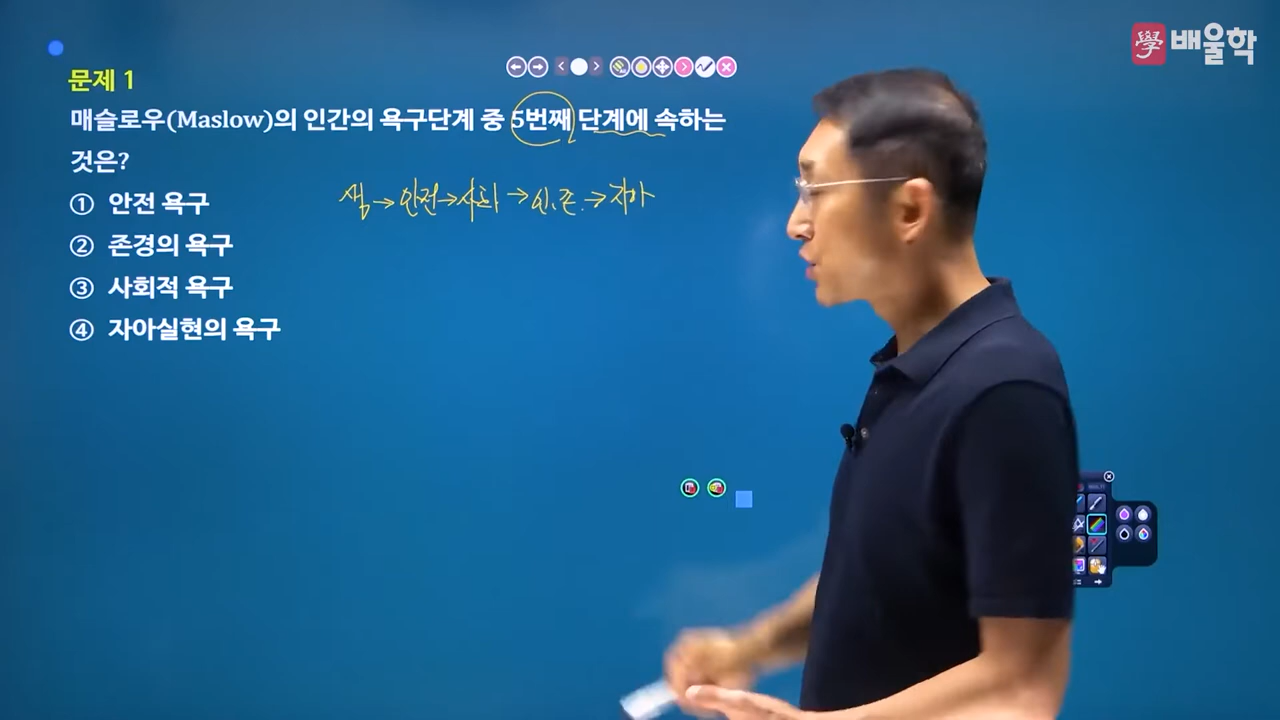 學 배울학
문제 1
매슬로우(Maslow)의 인간의 욕구단계 중 5번째 단계에 속하는
것은?
생→안전→사회→인.존.→자아
① 안전 욕구
② 존경의 욕구
③ 사회적 욕구
④ 자아실현의 욕구